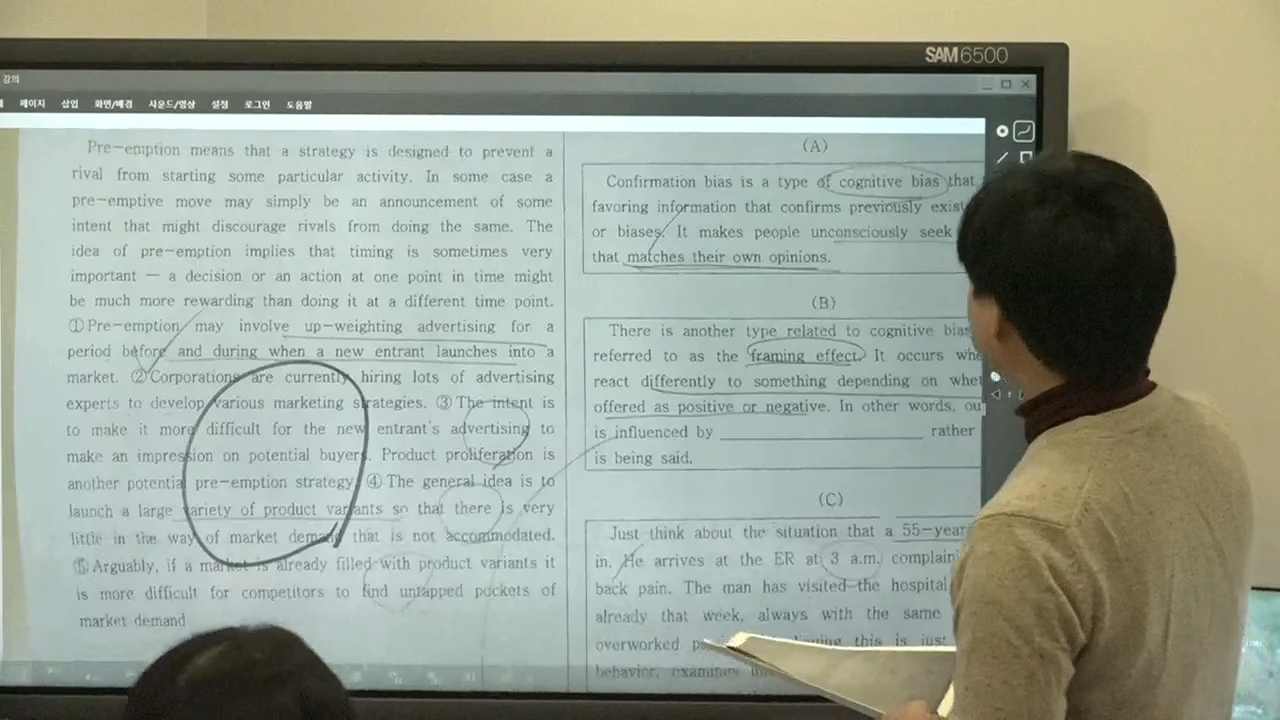 SAM6500
강의
페이지 삽입 화면/배경 사운드/영상 설정 로그인 도움말
Pre-emption means that a strategy is designed to prevent a
rival from starting some particular activity. In some case a
pre-emptive move may simply be an announcement of some
intent that might discourage rivals from doing the same. The
idea of pre-emption implies that timing is sometimes very
important — a decision or an action at one point in time might
be much more rewarding than doing it at a different time point.
①Pre-emption may involve up-weighting advertising for a
period before and during when a new entrant launches into a
market. ②Corporations are currently hiring lots of advertising
experts to develop various marketing strategies. ③ The intent is
to make it more difficult for the new entrant's advertising to
make an impression on potential buyers. Product proliferation is
another potential pre-emption strategy. ④ The general idea is to
launch a large variety of product variants so that there is very
little in the way of market demand that is not accommodated.
⑤ Arguably, if a market is already filled with product variants it
is more difficult for competitors to find untapped pockets of
market demand
(A)
Confirmation bias is a type of cognitive bias that
favoring information that confirms previously exist
or biases. It makes people unconsciously seek
that matches their own opinions.
(B)
There is another type related to cognitive bias
referred to as the framing effect. It occurs whe
react differently to something depending on whet
offered as positive or negative. In other words, ou
is influenced by ____________ rather
is being said.
(C)
Just think about the situation that a 55-year
in. He arrives at the ER at 3 a.m. complain
back pain. The man has visited the hospital
already that week, always with the same
overworked this is just
behavior, examines